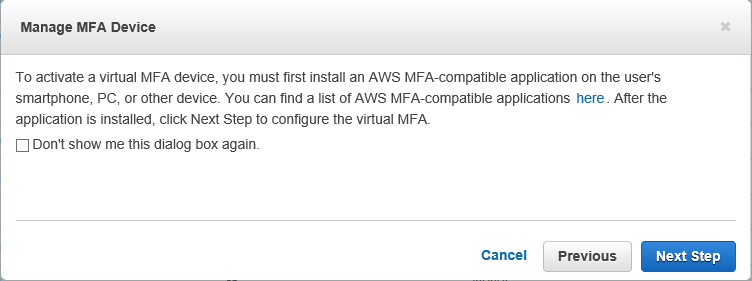 Manage MFA Device
To activate a virtual MFA device, you must first install an AWS MFA-compatible application on the user's
smartphone, PC, or other device. You can find a list of AWS MFA-compatible applications here . After the
application is installed, click Next Step to configure the virtual MFA.
Don't show me this dialog box again.
Cancel Previous Next Step